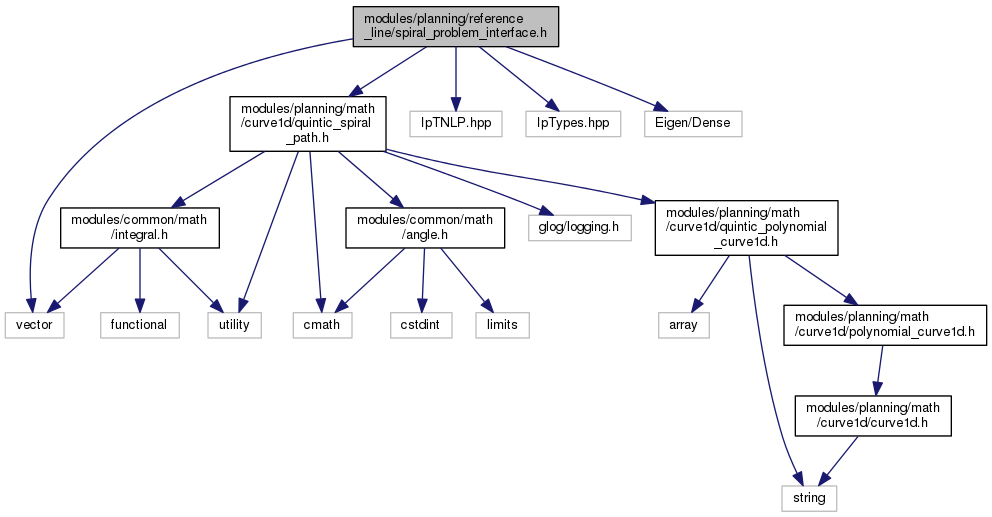 modules/planning/reference
_line/spiral_problem_interface.h
modules/planning/math
/curve1d/quintic_spiral
_path.h
IpTNLP.hpp
IpTypes.hpp
Eigen/Dense
modules/common/math
/integral.h
modules/common/math
/angle.h
glog/logging.h
modules/planning/math
/curve1d/quintic_polynomial
_curve1d.h
vector
functional
utility
cmath
cstdint
limits
array
modules/planning/math
/curve1d/polynomial_curve1d.h
modules/planning/math
/curve1d/curve1d.h
string